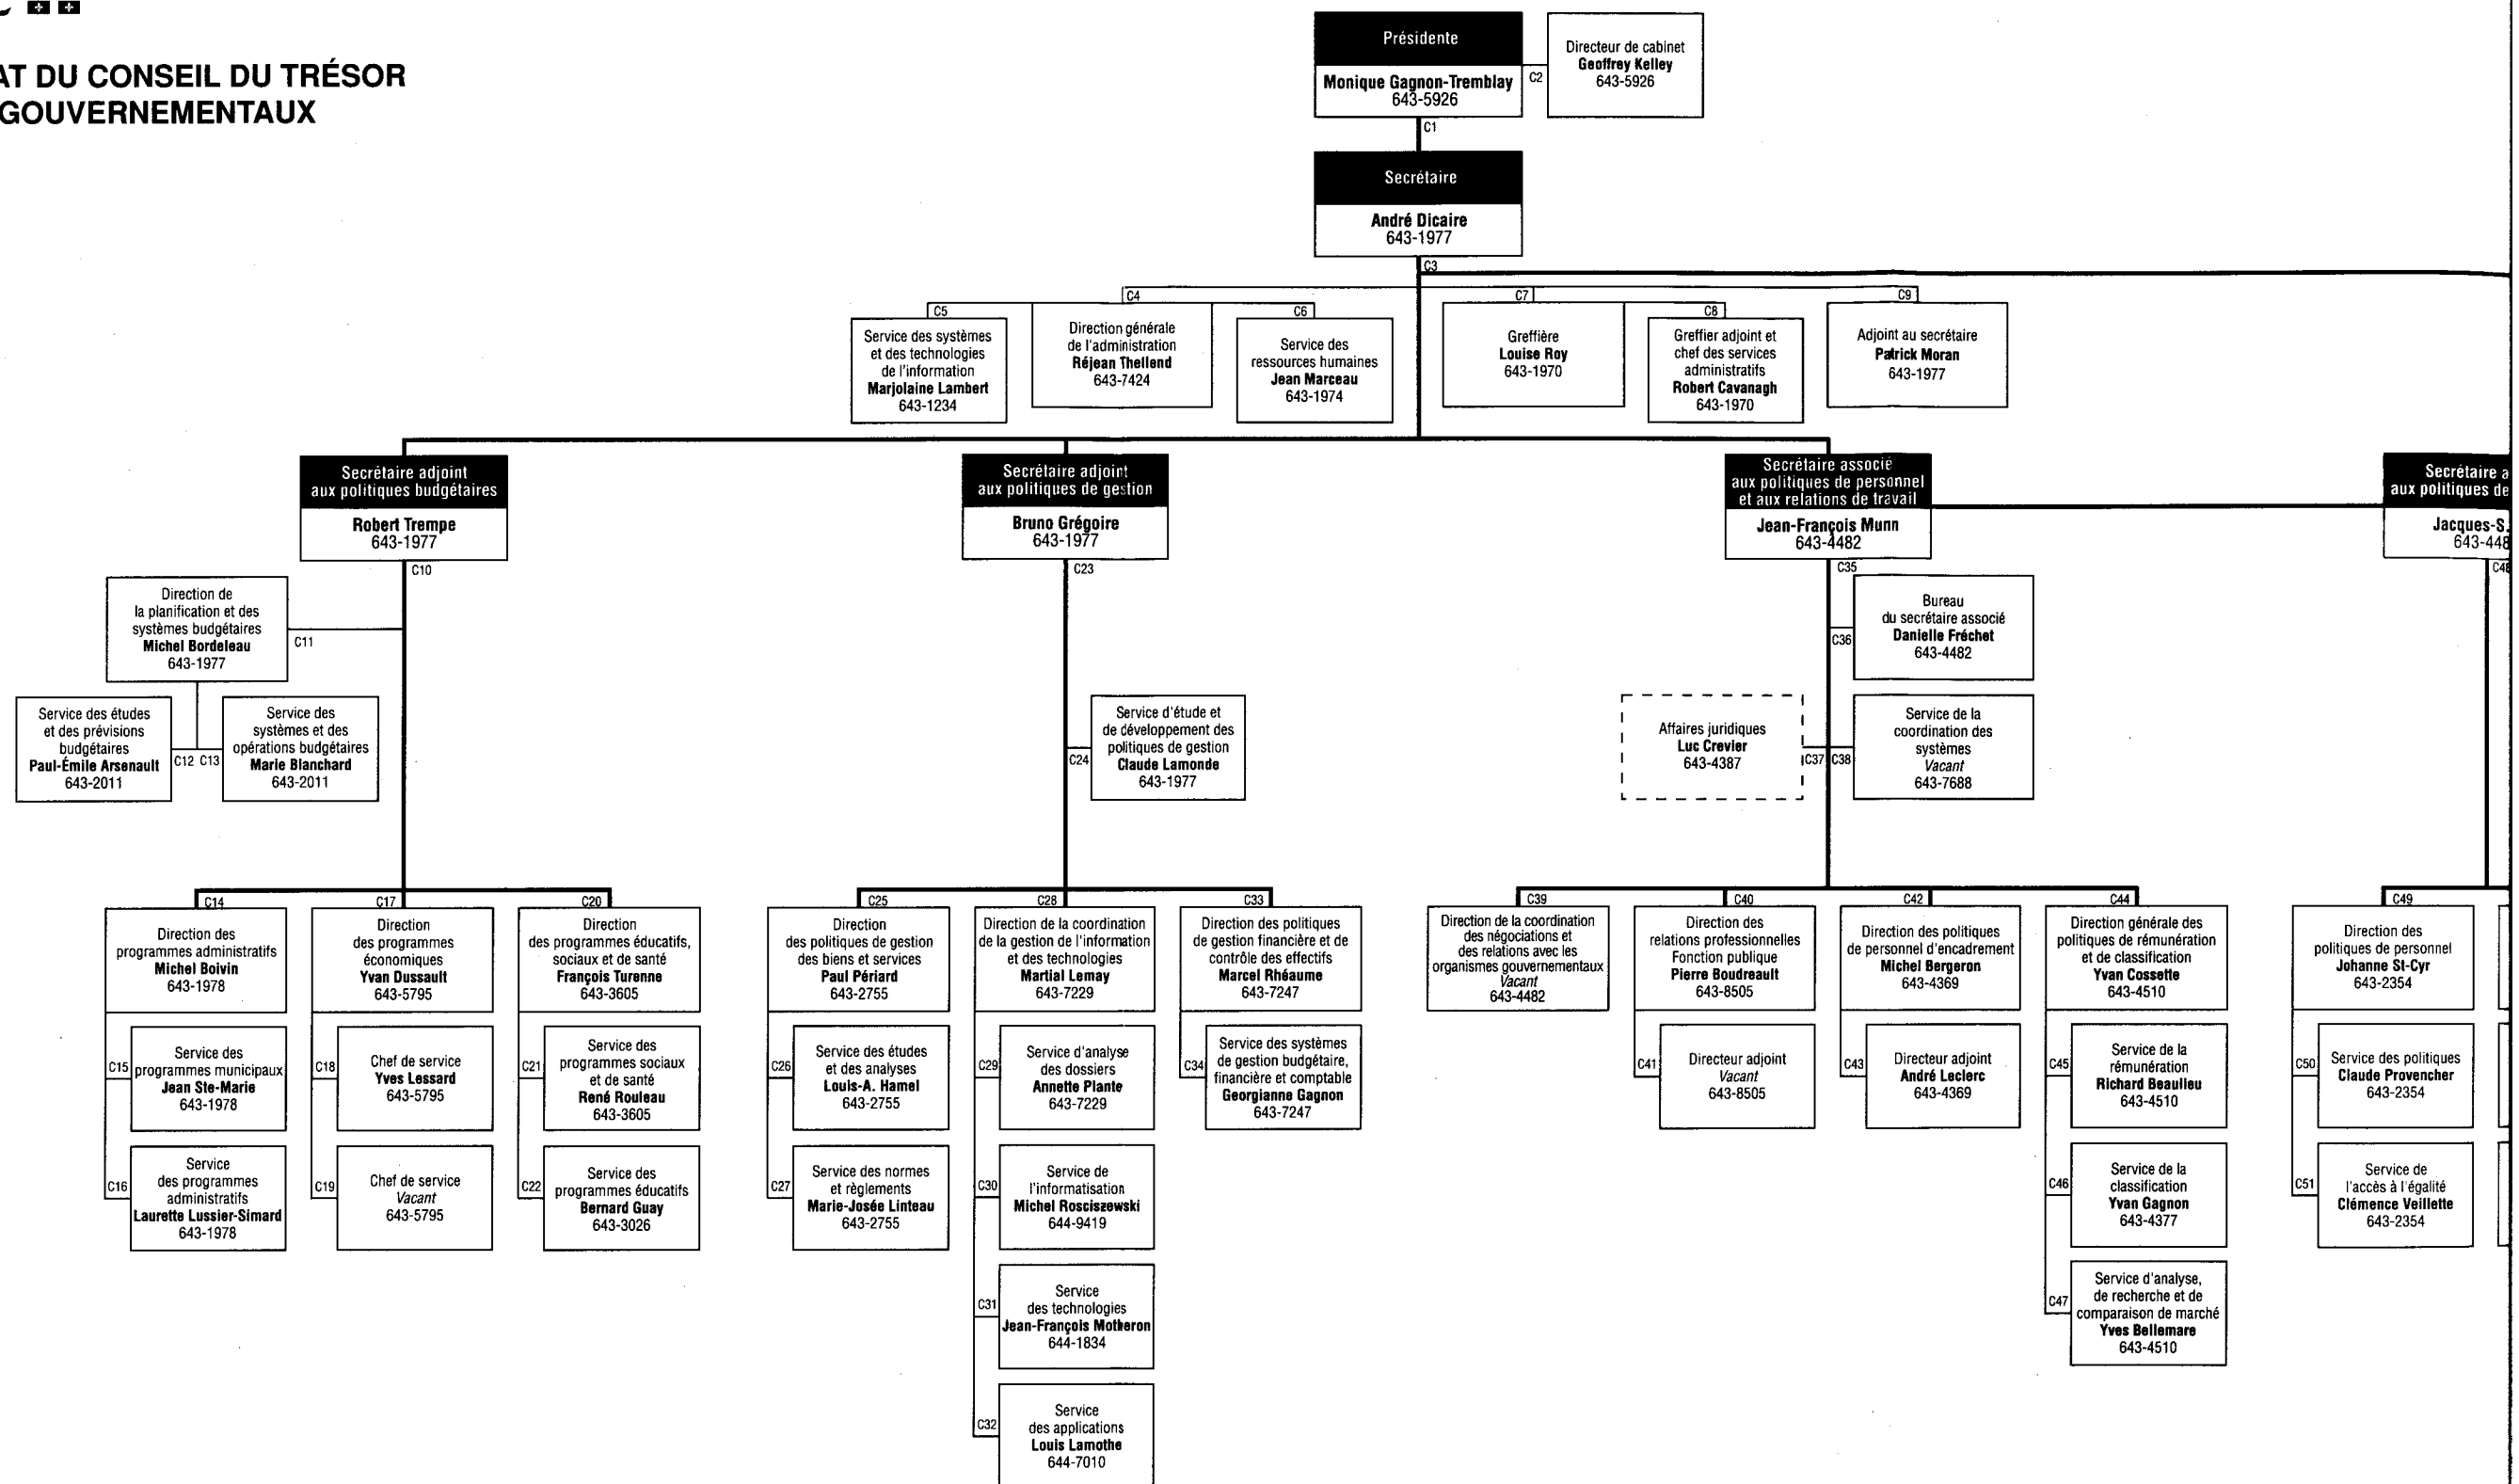 AT DU CONSEIL DU TRÉSOR
GOUVERNEMENTAUX
Présidente
Monique Gagnon-Tremblay
643-5926
C2
Directeur de cabinet
Geoffrey Kelley
643-5926
C1
Secrétaire
André Dicaire
643-1977
C3
C4
C7
C9
C5
Service des systèmes
et des technologies
de l'information
Marjolaine Lambert
643-1234
Direction générale
de l'administration
Réjean Thellend
643-7424
C6
Service des
ressources humaines
Jean Marceau
643-1974
Greffière
Louise Roy
643-1970
C8
Greffier adjoint et
chef des services
administratifs
Robert Cavanagh
643-1970
Adjoint au secrétaire
Patrick Moran
643-1977
Secrétaire adjoint
aux politiques budgétaires
Robert Trempe
643-1977
C10
Direction de
la planification et des
systèmes budgétaires
Michel Bordeleau
643-1977
C11
Service des études
et des prévisions
budgétaires
Paul-Émile Arsenault
643-2011
C12 C13
Service des
systèmes et des
opérations budgétaires
Marie Blanchard
643-2011
C14
Direction des
programmes administratifs
Michel Boivin
643-1978
C15
Service des
programmes municipaux
Jean Ste-Marie
643-1978
C16
Service
des programmes
administratifs
Laurette Lussier-Simard
643-1978
C17
Direction
des programmes
économiques
Yvan Dussault
643-5795
C18
Chef de service
Yves Lessard
643-5795
C19
Chef de service
Vacant
643-5795
C20
Direction
des programmes éducatifs,
sociaux et de santé
François Turenne
643-3605
C21
Service des
programmes sociaux
et de santé
René Rouleau
643-3605
C22
Service des
programmes éducatifs
Bernard Guay
643-3026
Secrétaire adjoint
aux politiques de gestion
Bruno Grégoire
643-1977
C23
C24
Service d'étude et
de développement des
politiques de gestion
Claude Lamonde
643-1977
C25
Direction
des politiques de gestion
des biens et services
Paul Périard
643-2755
C26
Service des études
et des analyses
Louis-A. Hamel
643-2755
C27
Service des normes
et règlements
Marie-Josée Linteau
643-2755
C28
Direction de la coordination
de la gestion de l'information
et des technologies
Martial Lemay
643-7229
C29
Service d'analyse
des dossiers
Annette Plante
643-7229
C30
Service de
l'informatisation
Michel Rosciszewski
644-9419
C31
Service
des technologies
Jean-François Motheron
644-1834
C32
Service
des applications
Louis Lamothe
644-7010
C33
Direction des politiques
de gestion financière et de
contrôle des effectifs
Marcel Rhéaume
643-7247
C34
Service des systèmes
de gestion budgétaire,
financière et comptable
Georgianne Gagnon
643-7247
Secrétaire associé
aux politiques de personnel
et aux relations de travail
Jean-François Munn
643-4482
C35
C36
Bureau
du secrétaire associé
Danielle Fréchet
643-4482
Affaires juridiques
Luc Crevier
643-4387
C37 C38
Service de la
coordination des
systèmes
Vacant
643-7688
C39
Direction de la coordination
des négociations et
des relations avec les
organismes gouvernementaux
Vacant
643-4482
C40
Direction des
relations professionnelles
Fonction publique
Pierre Boudreault
643-8505
C41
Directeur adjoint
Vacant
643-8505
C42
Direction des politiques
de personnel d'encadrement
Michel Bergeron
643-4369
C43
Directeur adjoint
André Leclerc
643-4369
C44
Direction générale des
politiques de rémunération
et de classification
Yvan Cossette
643-4510
C45
Service de la
rémunération
Richard Beaulieu
643-4510
C46
Service de la
classification
Yvan Gagnon
643-4377
C47
Service d'analyse,
de recherche et de
comparaison de marché
Yves Bellemare
643-4510
Secrétaire a
aux politiques de
Jacques-S.
643-448
C48
C49
Direction des
politiques de personnel
Johanne St-Cyr
643-2354
C50
Service des politiques
Claude Provencher
643-2354
C51
Service de
l'accès à l'égalité
Clémence Veillette
643-2354